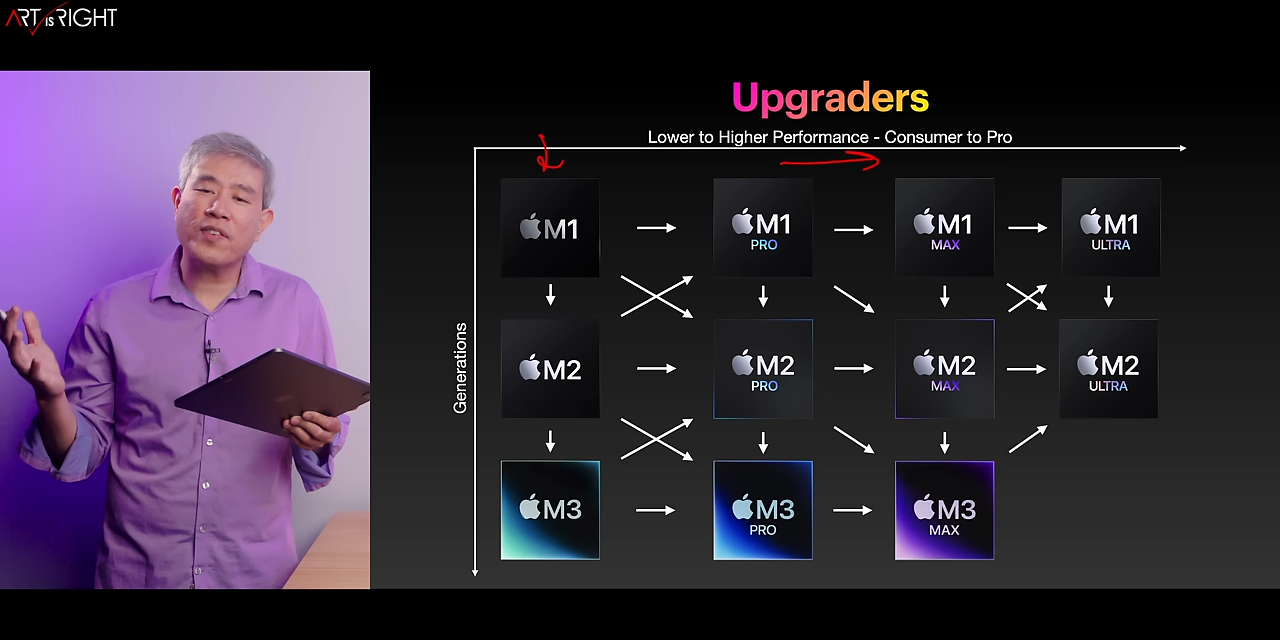 ART IS RIGHT
Upgraders
Lower to Higher Performance - Consumer to Pro
Generations
M1
M1
PRO
M1
MAX
M1
ULTRA
M2
M2
PRO
M2
MAX
M2
ULTRA
M3
M3
PRO
M3
MAX